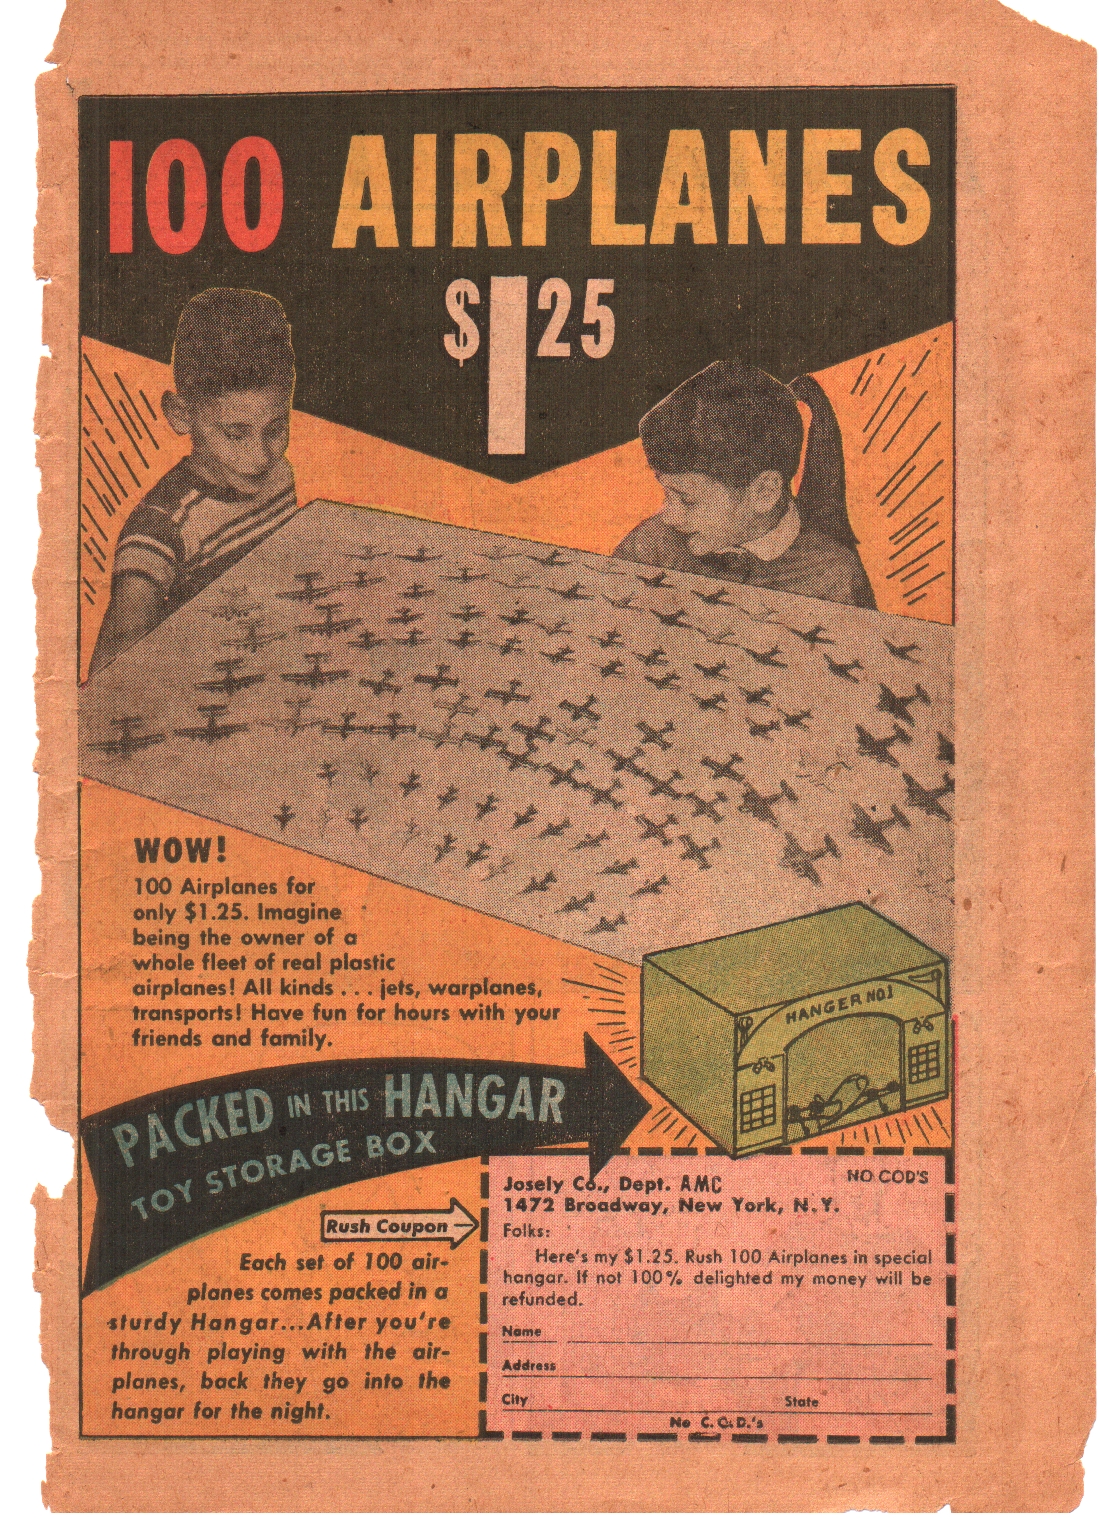 100 AIRPLANES
$1.25
WOW!
100 Airplanes for
only $1.25. Imagine
being the owner of a
whole fleet of real plastic
airplanes! All kinds . . . jets, warplanes,
transports! Have fun for hours with your
friends and family.
HANGER NO1
PACKED IN THIS HANGAR
TOY STORAGE BOX
Rush Coupon
Each set of 100 air-
planes comes packed in a
sturdy Hangar...After you're
through playing with the air-
planes, back they go into the
hangar for the night.
NO COD'S
Josely Co., Dept. AMC
1472 Broadway, New York, N.Y.
Folks:
Here's my $1.25. Rush 100 Airplanes in special
hangar. If not 100% delighted my money will be
refunded.
Name
Address
City State
No C.O.D.'s